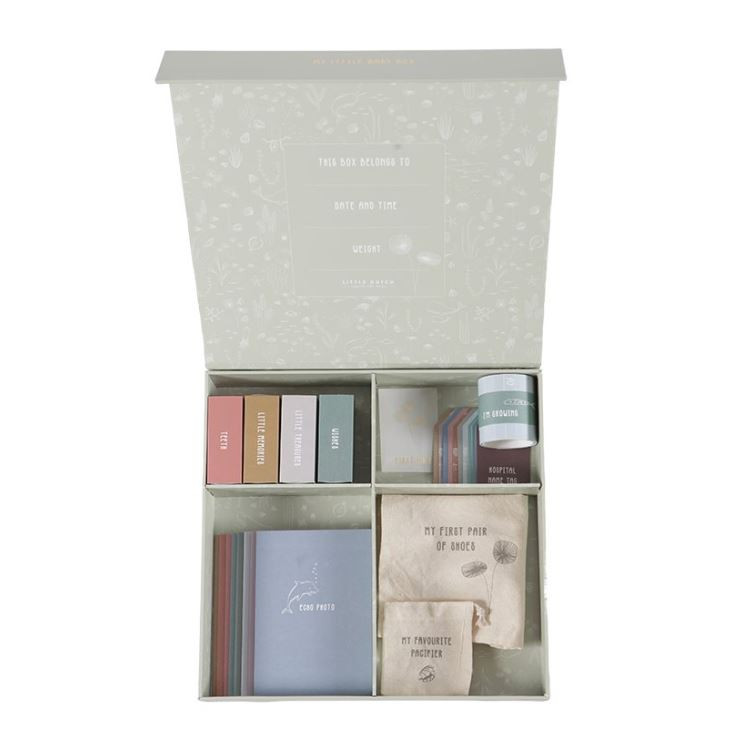 MY LITTLE BABY BOX
THIS BOX BELONGS TO
DATE AND TIME
WEIGHT
LITTLE DUTCH
TEETH
LITTLE MEMORIES
LITTLE TREASURES
WISHES
I'M GROWING
HOSPITAL
NAME TAG
MY FIRST PAIR
OF SHOES
ECHO PHOTO
MY FAVOURITE
PACIFIER